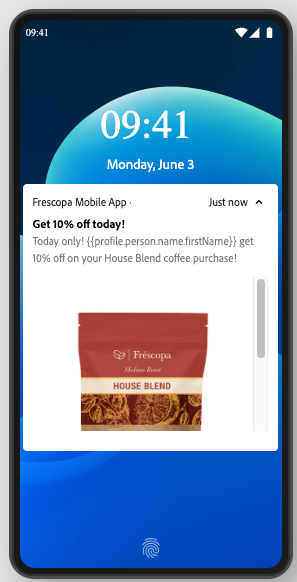 09:41
09:41
Monday, June 3
Frescopa Mobile App ·
Just now
Get 10% off today!
Today only! {{profile.person.name.firstName}} get
10% off on your House Blend coffee purchase!
Fréscopa
Medium Roast
HOUSE BLEND